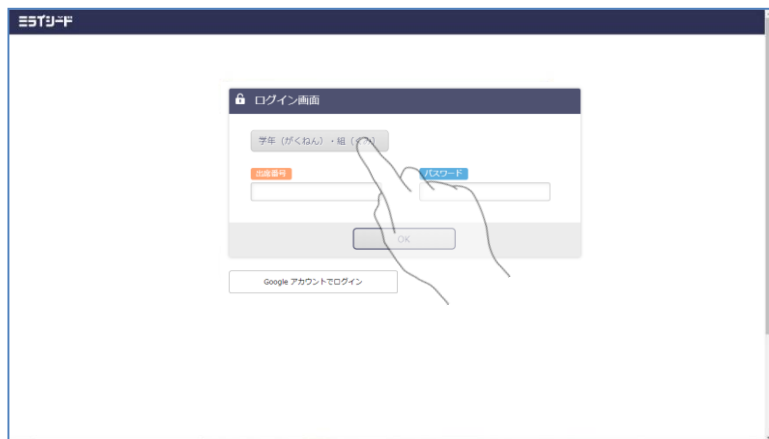 ミライシード
ログイン画面
学年（がくねん）・組（くみ）
出席番号
パスワード
OK
Google アカウントでログイン